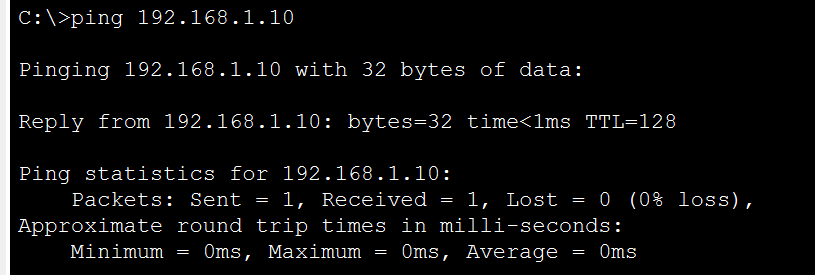 C:\>ping 192.168.1.10
Pinging 192.168.1.10 with 32 bytes of data:
Reply from 192.168.1.10: bytes=32 time<1ms TTL=128
Ping statistics for 192.168.1.10:
    Packets: Sent = 1, Received = 1, Lost = 0 (0% loss),
Approximate round trip times in milli-seconds:
    Minimum = 0ms, Maximum = 0ms, Average = 0ms